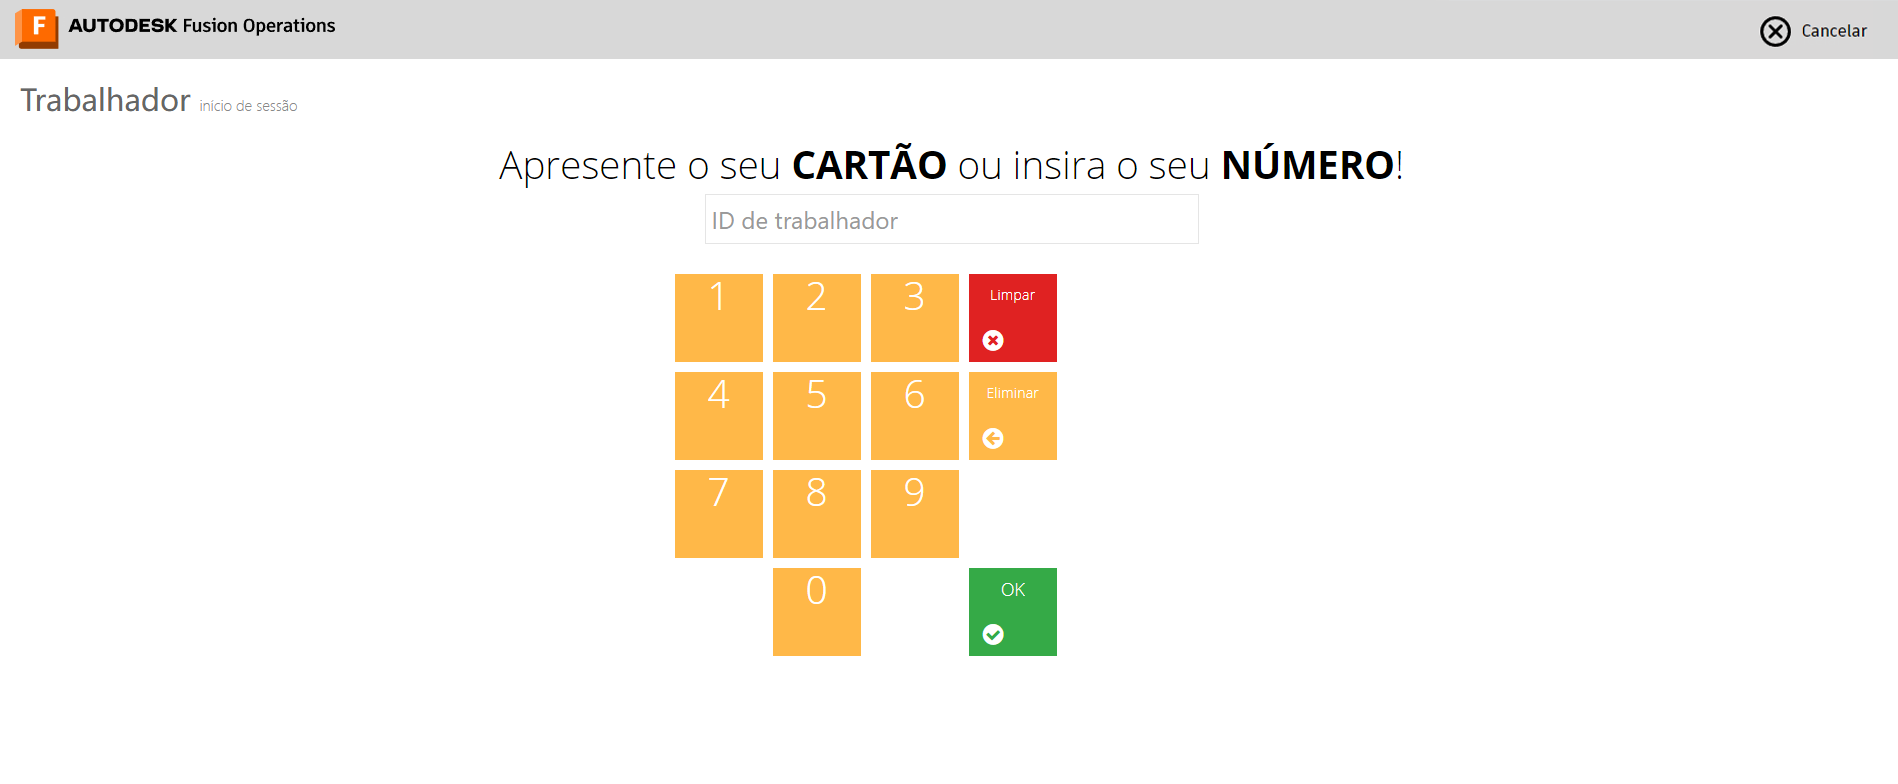 F AUTODESK Fusion Operations
Cancelar
Trabalhador início de sessão
Apresente o seu CARTÃO ou insira o seu NÚMERO!
ID de trabalhador
1 2 3 Limpar
4 5 6 Eliminar
7 8 9
0 OK